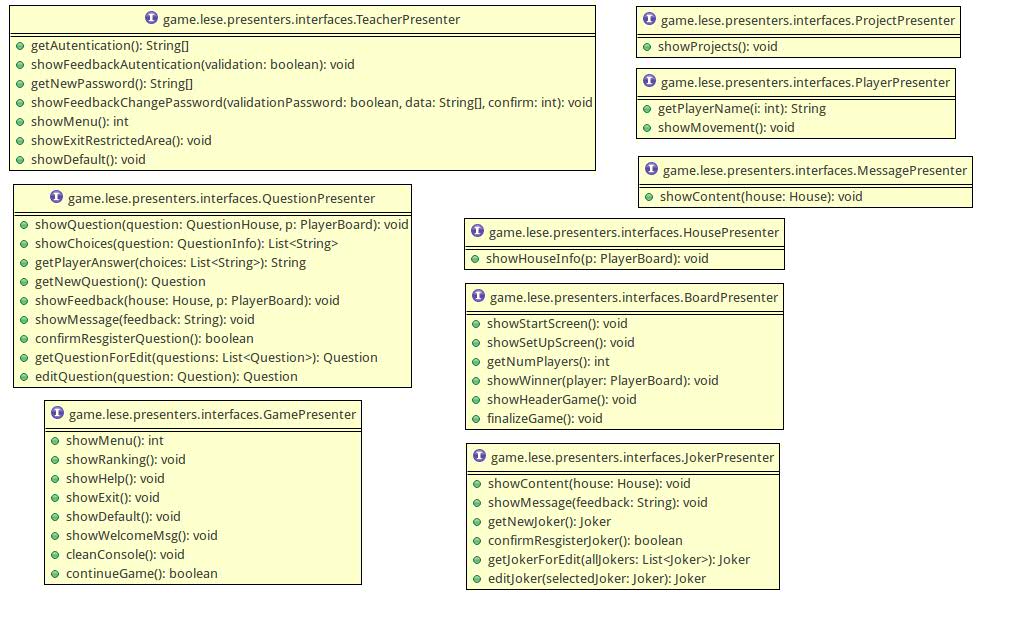 game.lese.presenters.interfaces.TeacherPresenter
getAutentication(): String[]
showFeedbackAutentication(validation: boolean): void
getNewPassword(): String[]
showFeedbackChangePassword(validationPassword: boolean, data: String[], confirm: int): void
showMenu(): int
showExitRestrictedArea(): void
showDefault(): void
game.lese.presenters.interfaces.ProjectPresenter
showProjects(): void
game.lese.presenters.interfaces.PlayerPresenter
getPlayerName(i: int): String
showMovement(): void
game.lese.presenters.interfaces.MessagePresenter
showContent(house: House): void
game.lese.presenters.interfaces.QuestionPresenter
showQuestion(question: QuestionHouse, p: PlayerBoard): void
showChoices(question: QuestionInfo): List<String>
getPlayerAnswer(choices: List<String>): String
getNewQuestion(): Question
showFeedback(house: House, p: PlayerBoard): void
showMessage(feedback: String): void
confirmResgisterQuestion(): boolean
getQuestionForEdit(questions: List<Question>): Question
editQuestion(question: Question): Question
game.lese.presenters.interfaces.HousePresenter
showHouseInfo(p: PlayerBoard): void
game.lese.presenters.interfaces.BoardPresenter
showStartScreen(): void
showSetUpScreen(): void
getNumPlayers(): int
showWinner(player: PlayerBoard): void
showHeaderGame(): void
finalizeGame(): void
game.lese.presenters.interfaces.GamePresenter
showMenu(): int
showRanking(): void
showHelp(): void
showExit(): void
showDefault(): void
showWelcomeMsg(): void
cleanConsole(): void
continueGame(): boolean
game.lese.presenters.interfaces.JokerPresenter
showContent(house: House): void
showMessage(feedback: String): void
getNewJoker(): Joker
confirmResgisterJoker(): boolean
getJokerForEdit(allJokers: List<Joker>): Joker
editJoker(selectedJoker: Joker): Joker